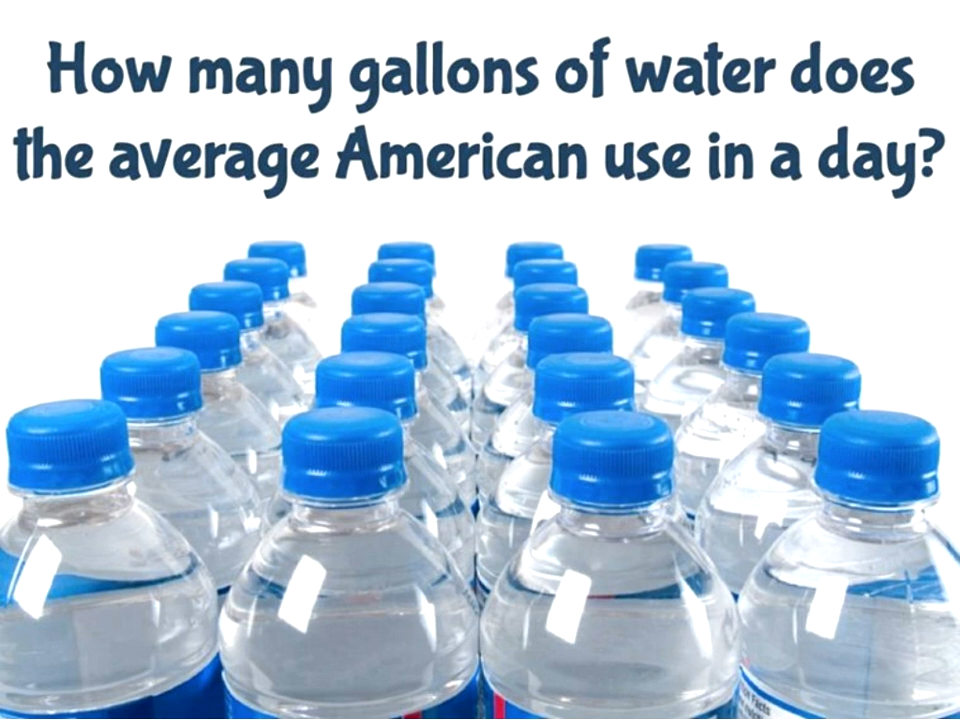 How many gallons of water does
the average American use in a day?